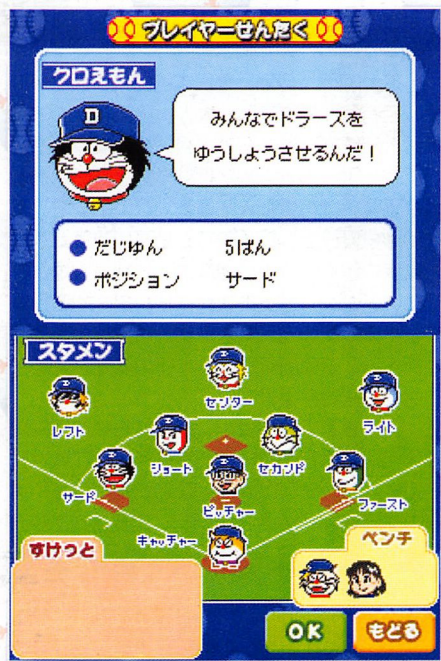 プレイヤーせんたく
クロえもん
D
みんなでドラーズを
ゆうしょうさせるんだ！
●だじゅん 5ばん
●ポジション サード
スタメン
センター
レフト
ライト
ショート
セカンド
サード
ピッチャー
ファースト
キャッチャー
すけっと
ベンチ
OK
もどる